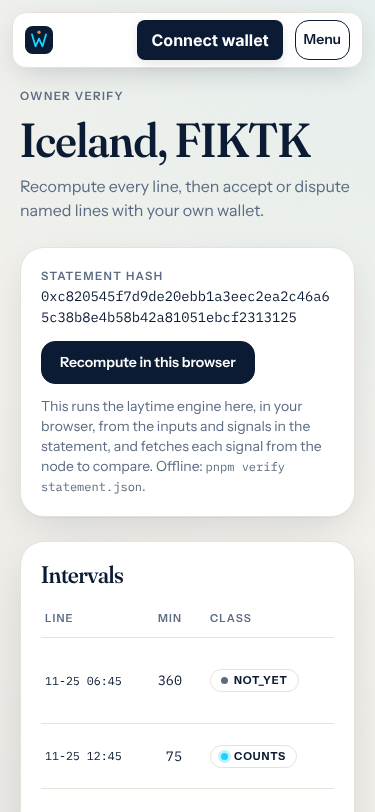 W
Connect wallet
Menu
OWNER VERIFY
Iceland, FIKTK
Recompute every line, then accept or dispute
named lines with your own wallet.
STATEMENT HASH
0xc820545f7d9de20ebb1a3eec2ea2c46a6
5c38b8e4b58b42a81051ebcf2313125
Recompute in this browser
This runs the laytime engine here, in your
browser, from the inputs and signals in the
statement, and fetches each signal from the
node to compare. Offline: pnpm verify
statement.json.
Intervals
LINE MIN CLASS
11-25 06:45 360 NOT_YET
11-25 12:45 75 COUNTS